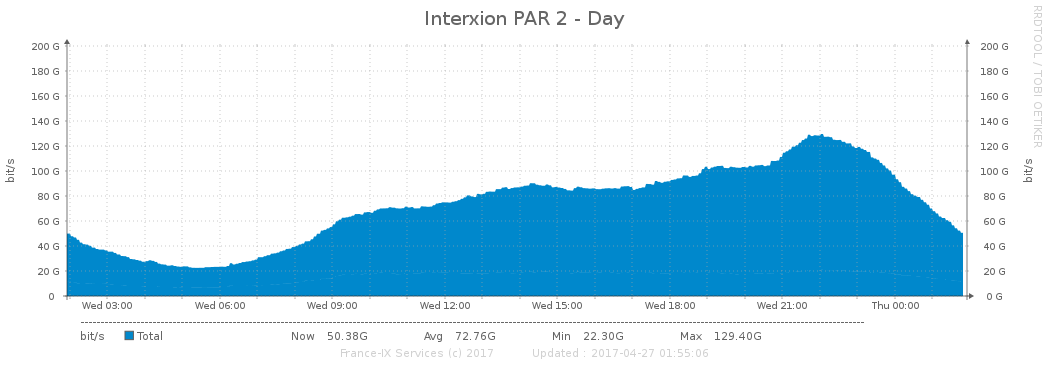 Interxion PAR 2 - Day
RRDTOOL / TOBI OETIKER
bit/s
200 G 200 G
180 G 180 G
160 G 160 G
140 G 140 G
120 G 120 G
100 G 100 G
80 G 80 G
60 G 60 G
40 G 40 G
20 G 20 G
0 0 G
bit/s
Wed 03:00 Wed 06:00 Wed 09:00 Wed 12:00 Wed 15:00 Wed 18:00 Wed 21:00 Thu 00:00
bit/s Total Now 50.38G Avg 72.76G Min 22.30G Max 129.40G
France-IX Services (c) 2017 Updated : 2017-04-27 01:55:06